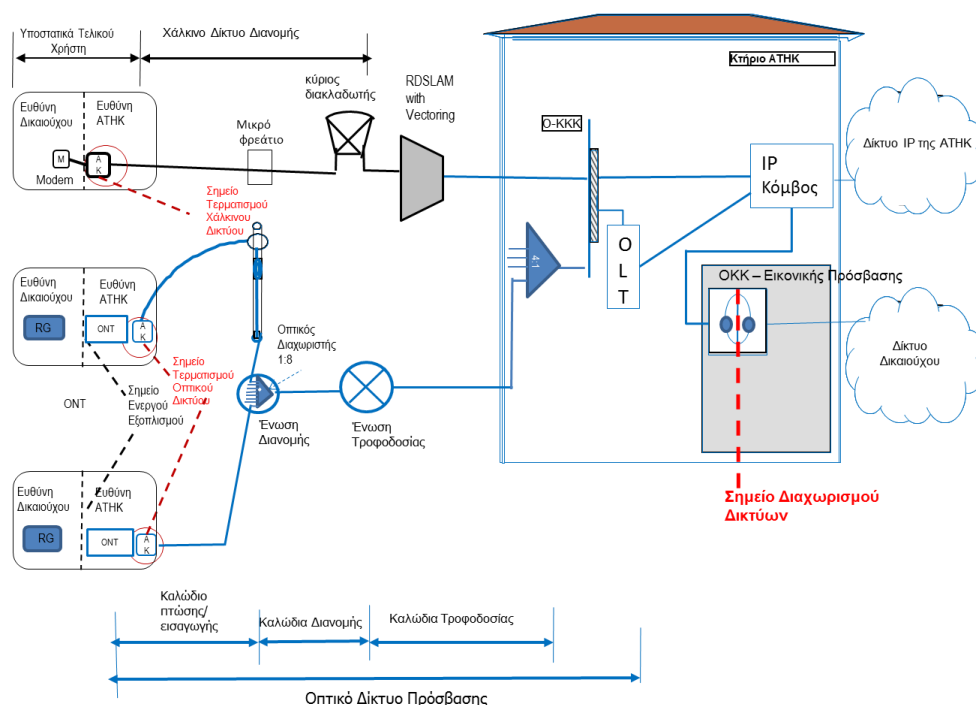 Υποστατικά Τελικού
Χρήστη
Χάλκινο Δίκτυο Διανομής
Ευθύνη
Δικαιούχου
Ευθύνη
ΑΤΗΚ
M
Modem
Α
Κ
Μικρό
φρεάτιο
κύριος
διακλαδωτής
RDSLAM
with
Vectoring
Σημείο
Τερματισμού
Χάλκινου
Δικτύου
Κτήριο ΑΤΗΚ
Ο-ΚΚΚ
IP
Κόμβος
Δίκτυο IP της ΑΤΗΚ
4:1
O
L
T
ΟΚΚ – Εικονικής Πρόσβασης
Δίκτυο
Δικαιούχου
Ευθύνη
Δικαιούχου
Ευθύνη
ΑΤΗΚ
RG
ONT
Α
Κ
Οπτικός
Διαχωριστής
1:8
Σημείο
Τερματισμού
Οπτικού
Δικτύου
ONT
Σημείο
Ενεργού
Εξοπλισμού
Ένωση
Διανομής
Ένωση
Τροφοδοσίας
Ευθύνη
Δικαιούχου
Ευθύνη
ΑΤΗΚ
RG
ONT
Α
Κ
Σημείο Διαχωρισμού
Δικτύων
Καλώδιο
πτώσης/
εισαγωγής
Καλώδια Διανομής
Καλώδια Τροφοδοσίας
Οπτικό Δίκτυο Πρόσβασης